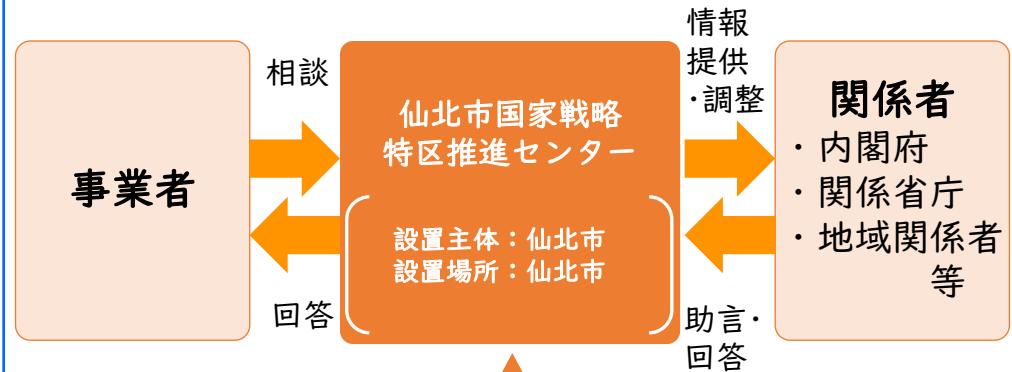 事業者
相談
回答
仙北市国家戦略
特区推進センター
設置主体：仙北市
設置場所：仙北市
情報
提供
・調整
助言・
回答
関係者
・内閣府
・関係省庁
・地域関係者
等